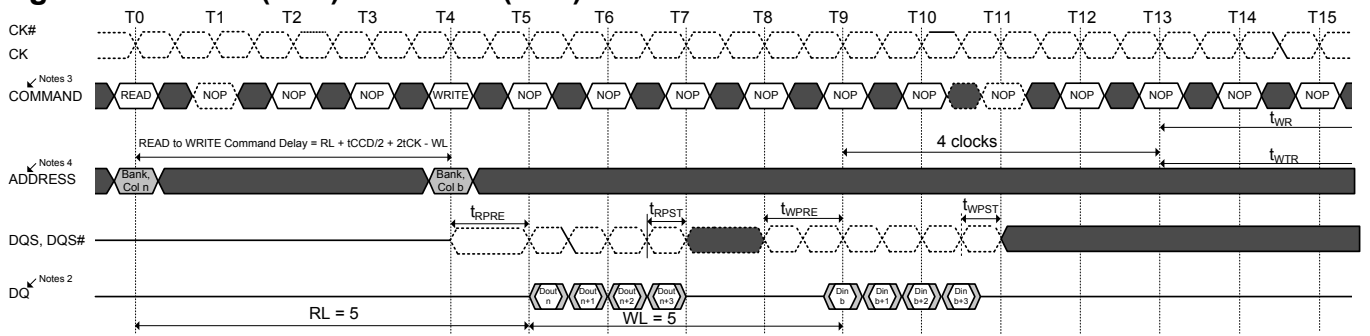 T0 T1 T2 T3 T4 T5 T6 T7 T8 T9 T10 T11 T12 T13 T14 T15
CK#
CK
Notes 3
COMMAND READ NOP NOP NOP WRITE NOP NOP NOP NOP NOP NOP NOP NOP NOP NOP NOP
tWR
READ to WRITE Command Delay = RL + tCCD/2 + 2tCK - WL
4 clocks
Notes 4
tWTR
ADDRESS
Bank, Col n
Bank, Col b
tRPRE tRPST tWPRE tWPST
DQS, DQS#
Notes 2
DQ
Dout n
Dout n+1
Dout n+2
Dout n+3
Din b
Din b+1
Din b+2
Din b+3
RL = 5 WL = 5